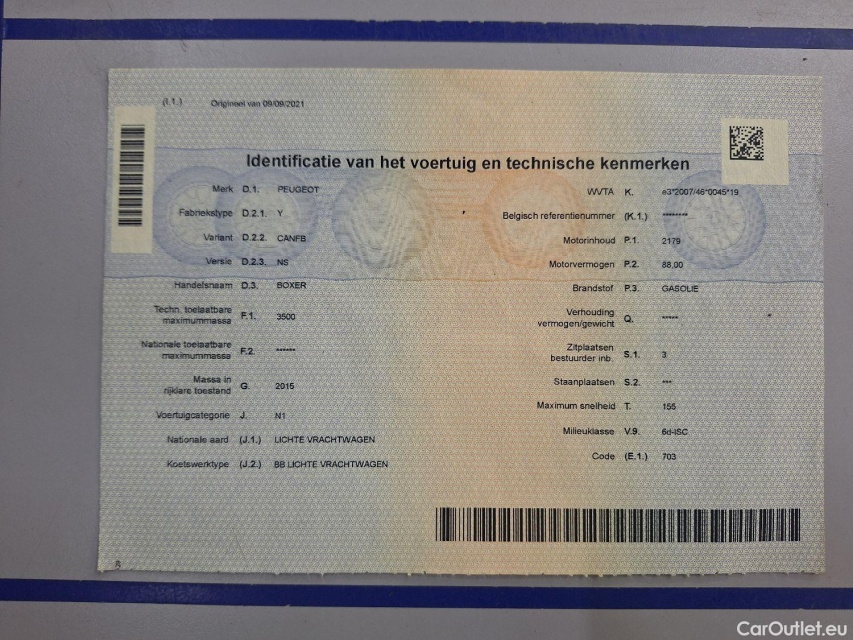 (I.1.) Origineel van 09/09/2021
Identificatie van het voertuig en technische kenmerken
Merk D.1. PEUGEOT
Fabriekstype D.2.1. Y
Variant D.2.2. CANFB
Versie D.2.3. NS
Handelsnaam D.3. BOXER
Techn. toelaatbare
maximummassa F.1. 3500
Nationale toelaatbare
maximummassa F.2. ******
Massa in
rijklare toestand G. 2015
Voertuigcategorie J. N1
Nationale aard (J.1.) LICHTE VRACHTWAGEN
Koetswerktype (J.2.) BB LICHTE VRACHTWAGEN
WVTA K. e3*2007/46*0045*19
Belgisch referentienummer (K.1.) ********
Motorinhoud P.1. 2179
Motorvermogen P.2. 88,00
Brandstof P.3. GASOLIE
Verhouding
vermogen/gewicht Q. *****
Zitplaatsen
bestuurder inb. S.1. 3
Staanplaatsen S.2. ***
Maximum snelheid T. 155
Milieuklasse V.9. 6d-ISC
Code (E.1.) 703
CarOutlet.eu